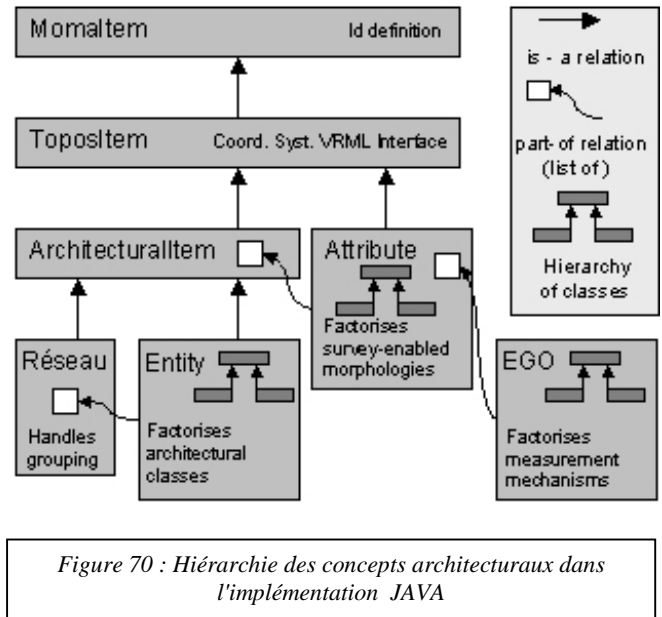 MomaItem Id definition
ToposItem Coord. Syst. VRML Interface
ArchitecturalItem
Attribute
Factorises
survey-enabled
morphologies
Réseau
Handles
grouping
Entity
Factorises
architectural
classes
EGO
Factorises
measurement
mechanisms
is - a relation
part- of relation
(list of )
Hierarchy
of classes
Figure 70 : Hiérarchie des concepts architecturaux dans
l'implémentation JAVA